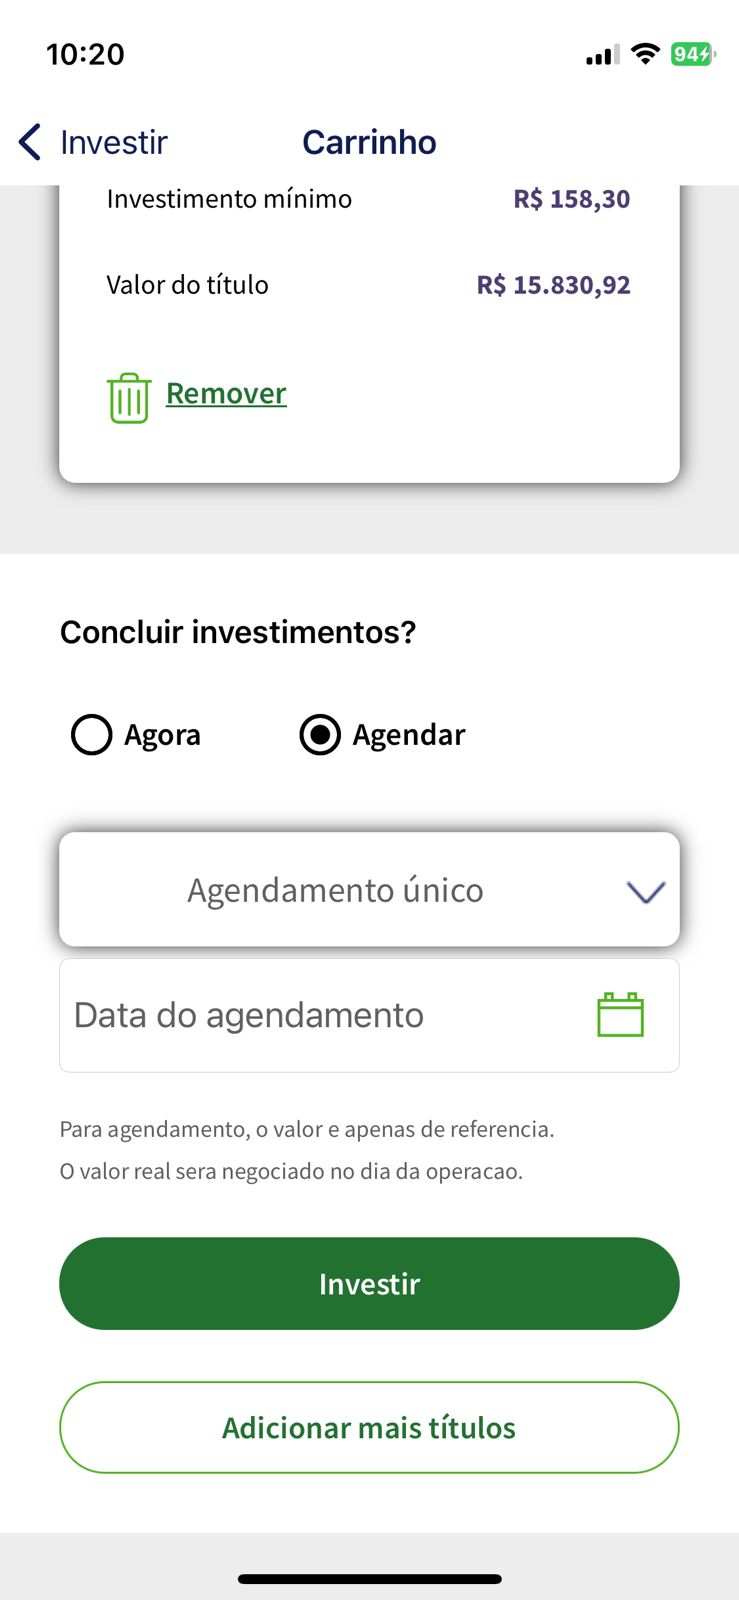 10:20
94
Investir
Carrinho
Investimento mínimo R$ 158,30
Valor do título R$ 15.830,92
Remover
Concluir investimentos?
Agora Agendar
Agendamento único
Data do agendamento
Para agendamento, o valor e apenas de referencia.
O valor real sera negociado no dia da operacao.
Investir
Adicionar mais títulos